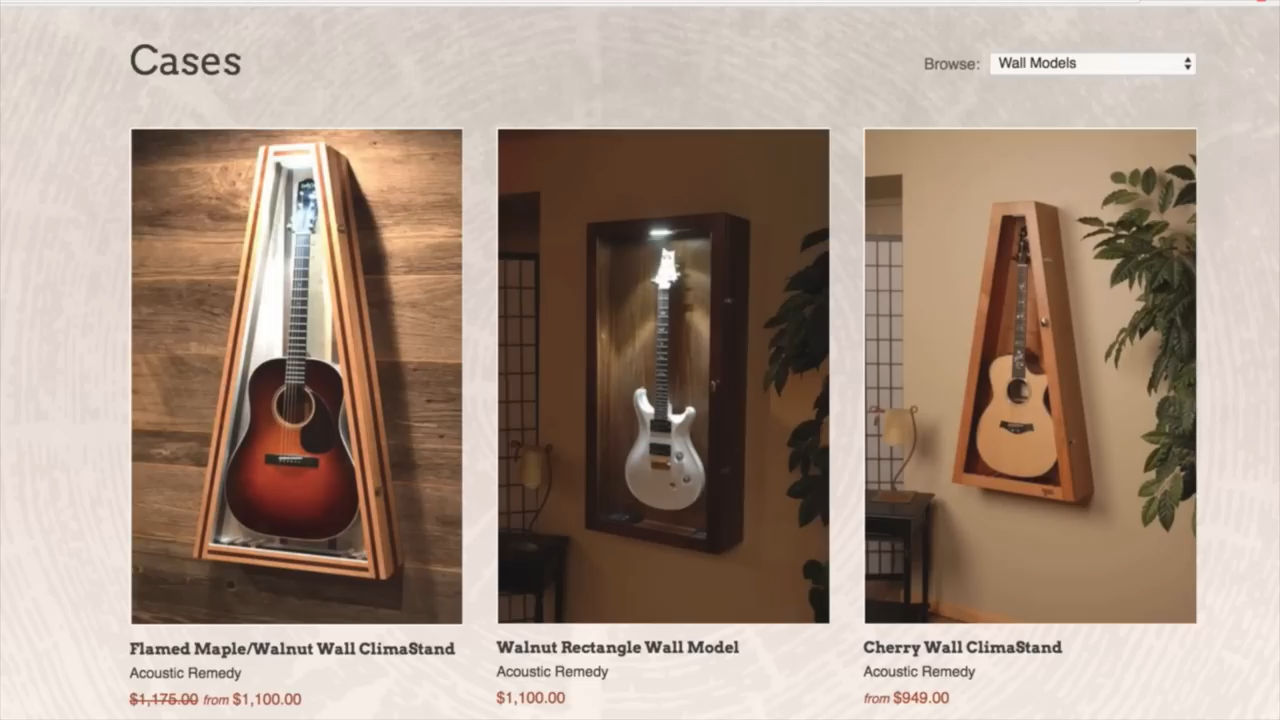 Cases
Browse: Wall Models
Flamed Maple/Walnut Wall ClimaStand
Acoustic Remedy
$1,175.00 from $1,100.00
Walnut Rectangle Wall Model
Acoustic Remedy
$1,100.00
Cherry Wall ClimaStand
Acoustic Remedy
from $949.00